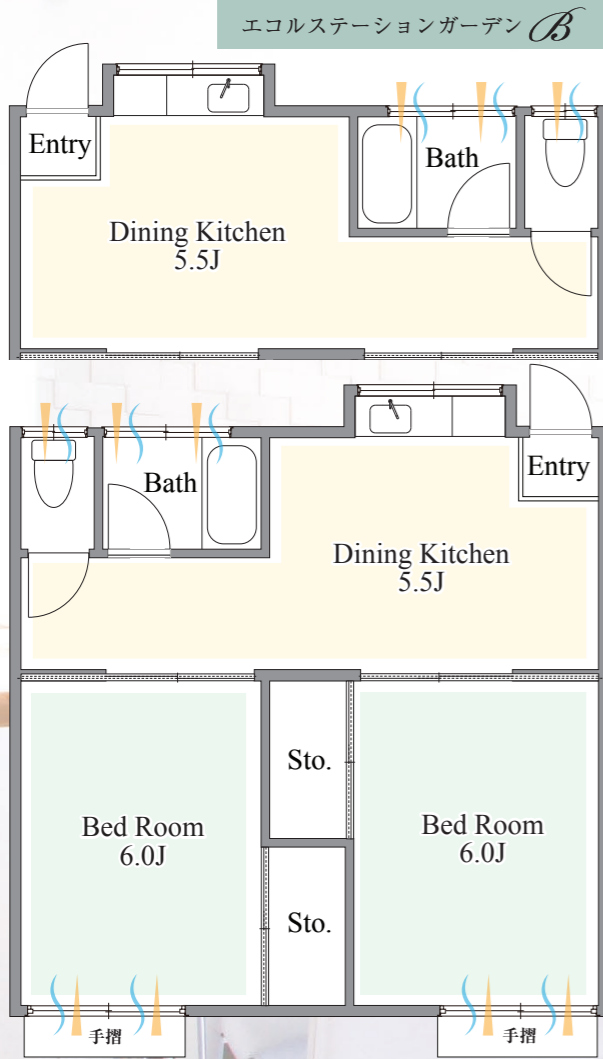 エコルステーションガーデン B
Entry
Bath
Dining Kitchen
5.5J
Bath
Entry
Dining Kitchen
5.5J
Sto.
Bed Room
6.0J
Bed Room
6.0J
Sto.
手摺
手摺